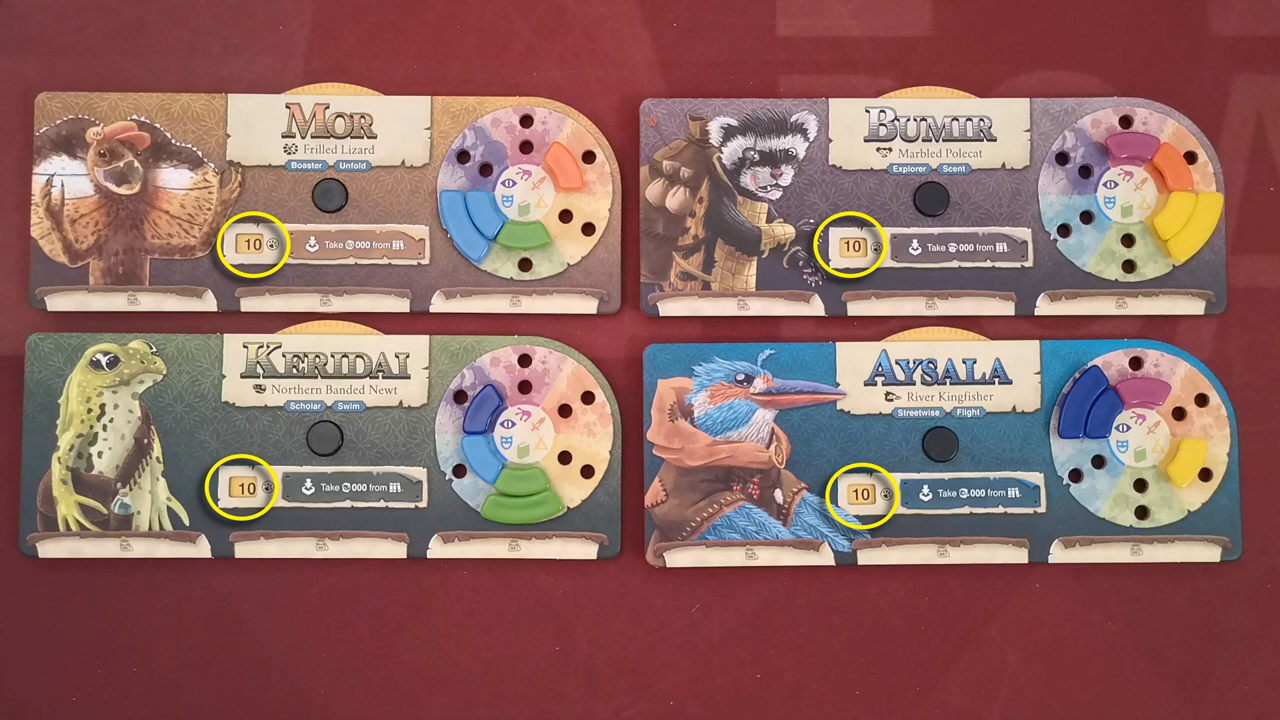 MOR
Frilled Lizard
Boaster Unfold
10
Take 000 from
BUMIR
Marbled Polecat
Explorer Scent
10
Take 000 from
KERIDAI
Northern Banded Newt
Scholar Swim
10
Take 000 from
AYSALA
River Kingfisher
Streetwise Flight
10
Take 000 from